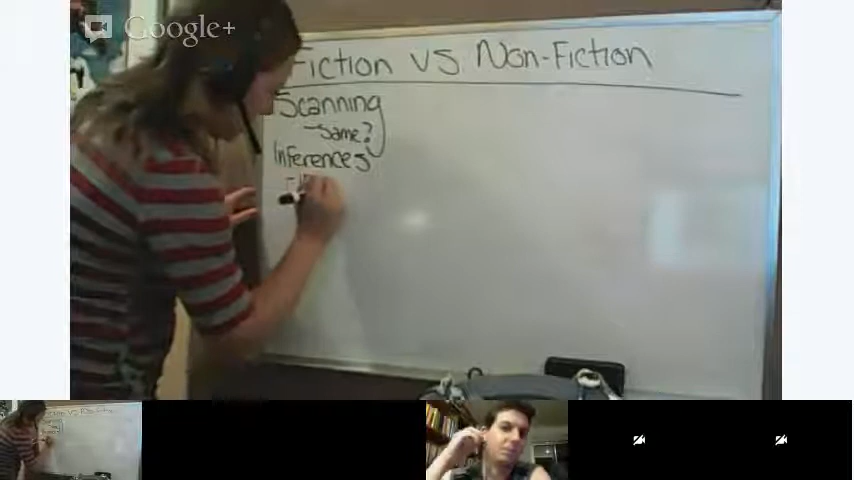 Google+
Fiction vs Non-Fiction
Scanning
-Same?
Inferences